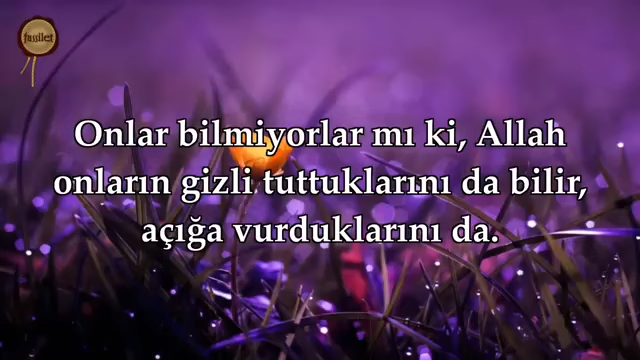 fazilet
Onlar bilmiyorlar mı ki, Allah
onların gizli tuttuklarını da bilir,
açığa vurduklarını da.